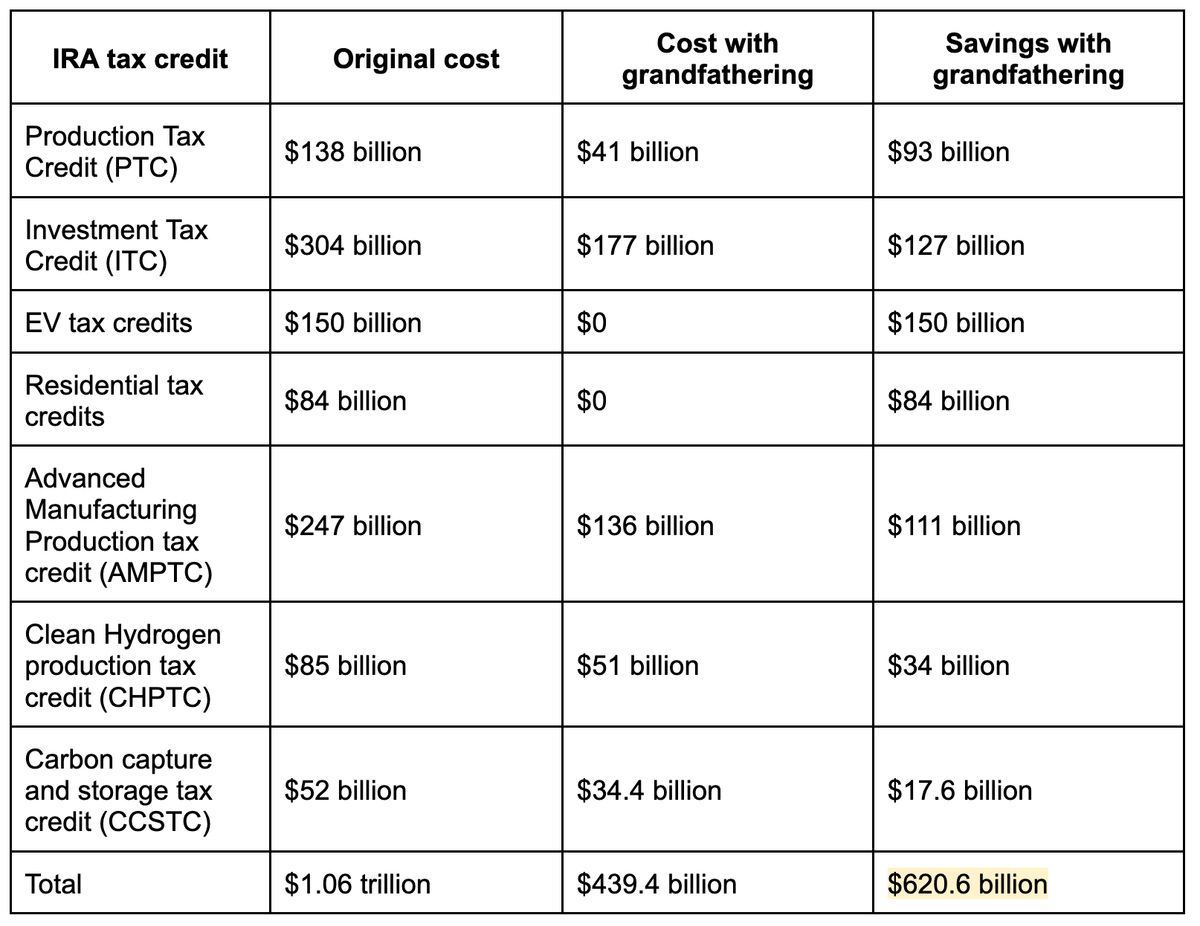 IRA tax credit
Original cost
Cost with
grandfathering
Savings with
grandfathering
Production Tax
Credit (PTC)
$138 billion
$41 billion
$93 billion
Investment Tax
Credit (ITC)
$304 billion
$177 billion
$127 billion
EV tax credits
$150 billion
$0
$150 billion
Residential tax
credits
$84 billion
$0
$84 billion
Advanced
Manufacturing
Production tax
credit (AMPTC)
$247 billion
$136 billion
$111 billion
Clean Hydrogen
production tax
credit (CHPTC)
$85 billion
$51 billion
$34 billion
Carbon capture
and storage tax
credit (CCSTC)
$52 billion
$34.4 billion
$17.6 billion
Total
$1.06 trillion
$439.4 billion
$620.6 billion